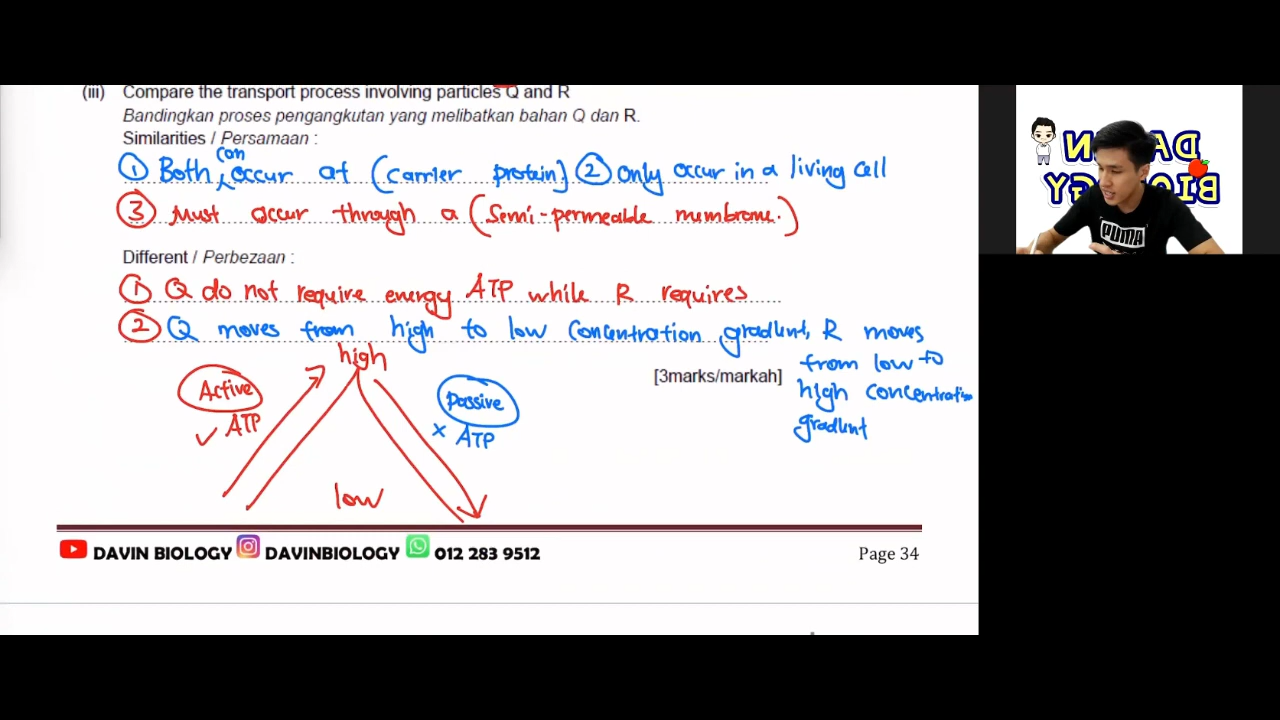 (iii) Compare the transport process involving particles Q and R
Bandingkan proses pengangkutan yang melibatkan bahan Q dan R.
Similarities / Persamaan :
can
① Both occur at (carrier protein) ② only occur in a living cell
③ Must occur through a (semi-permeable membrane.)
Different / Perbezaan :
① Q do not require energy ATP while R requires
② Q moves from high to low concentration gradient, R moves
from low to
high concentration
gradient
[3marks/markah]
high
Active
✓ ATP
Passive
× ATP
low
DAVIN BIOLOGY DAVINBIOLOGY 012 283 9512
Page 34
DAVIN
BIOLOGY
PUMA